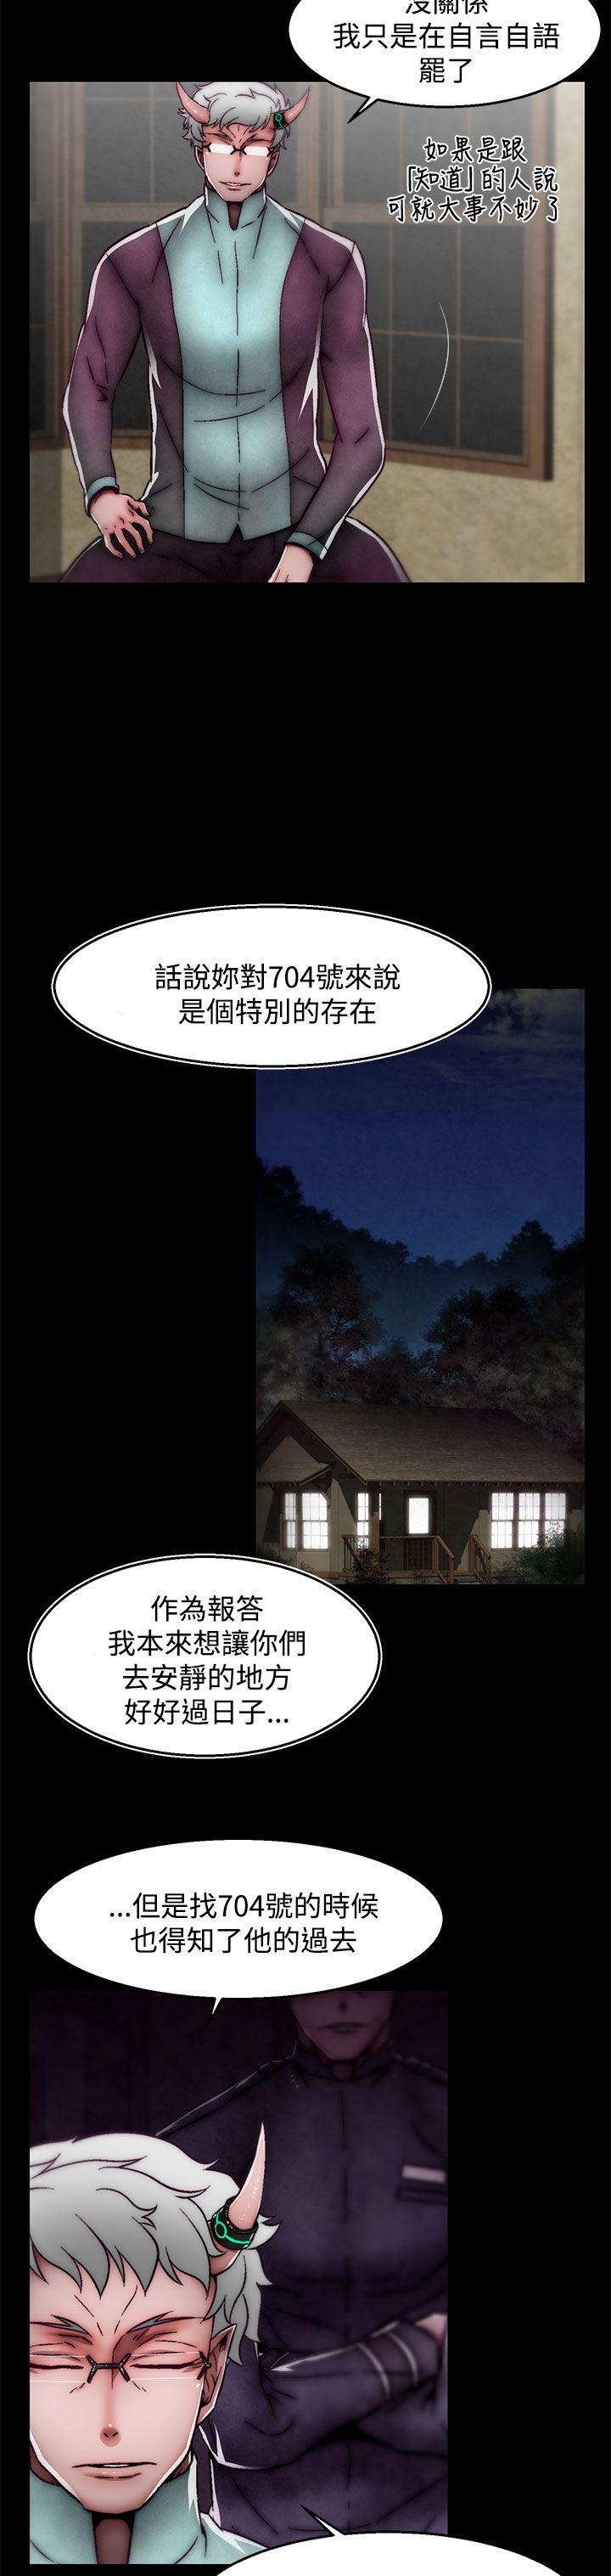 沒關係
我只是在自言自語
罷了
如果是跟
「知道」的人說
可就大事不妙了
話說妳對704號來說
是個特別的存在
作為報答
我本來想讓你們
去安靜的地方
好好過日子...
...但是找704號的時候
也得知了他的過去